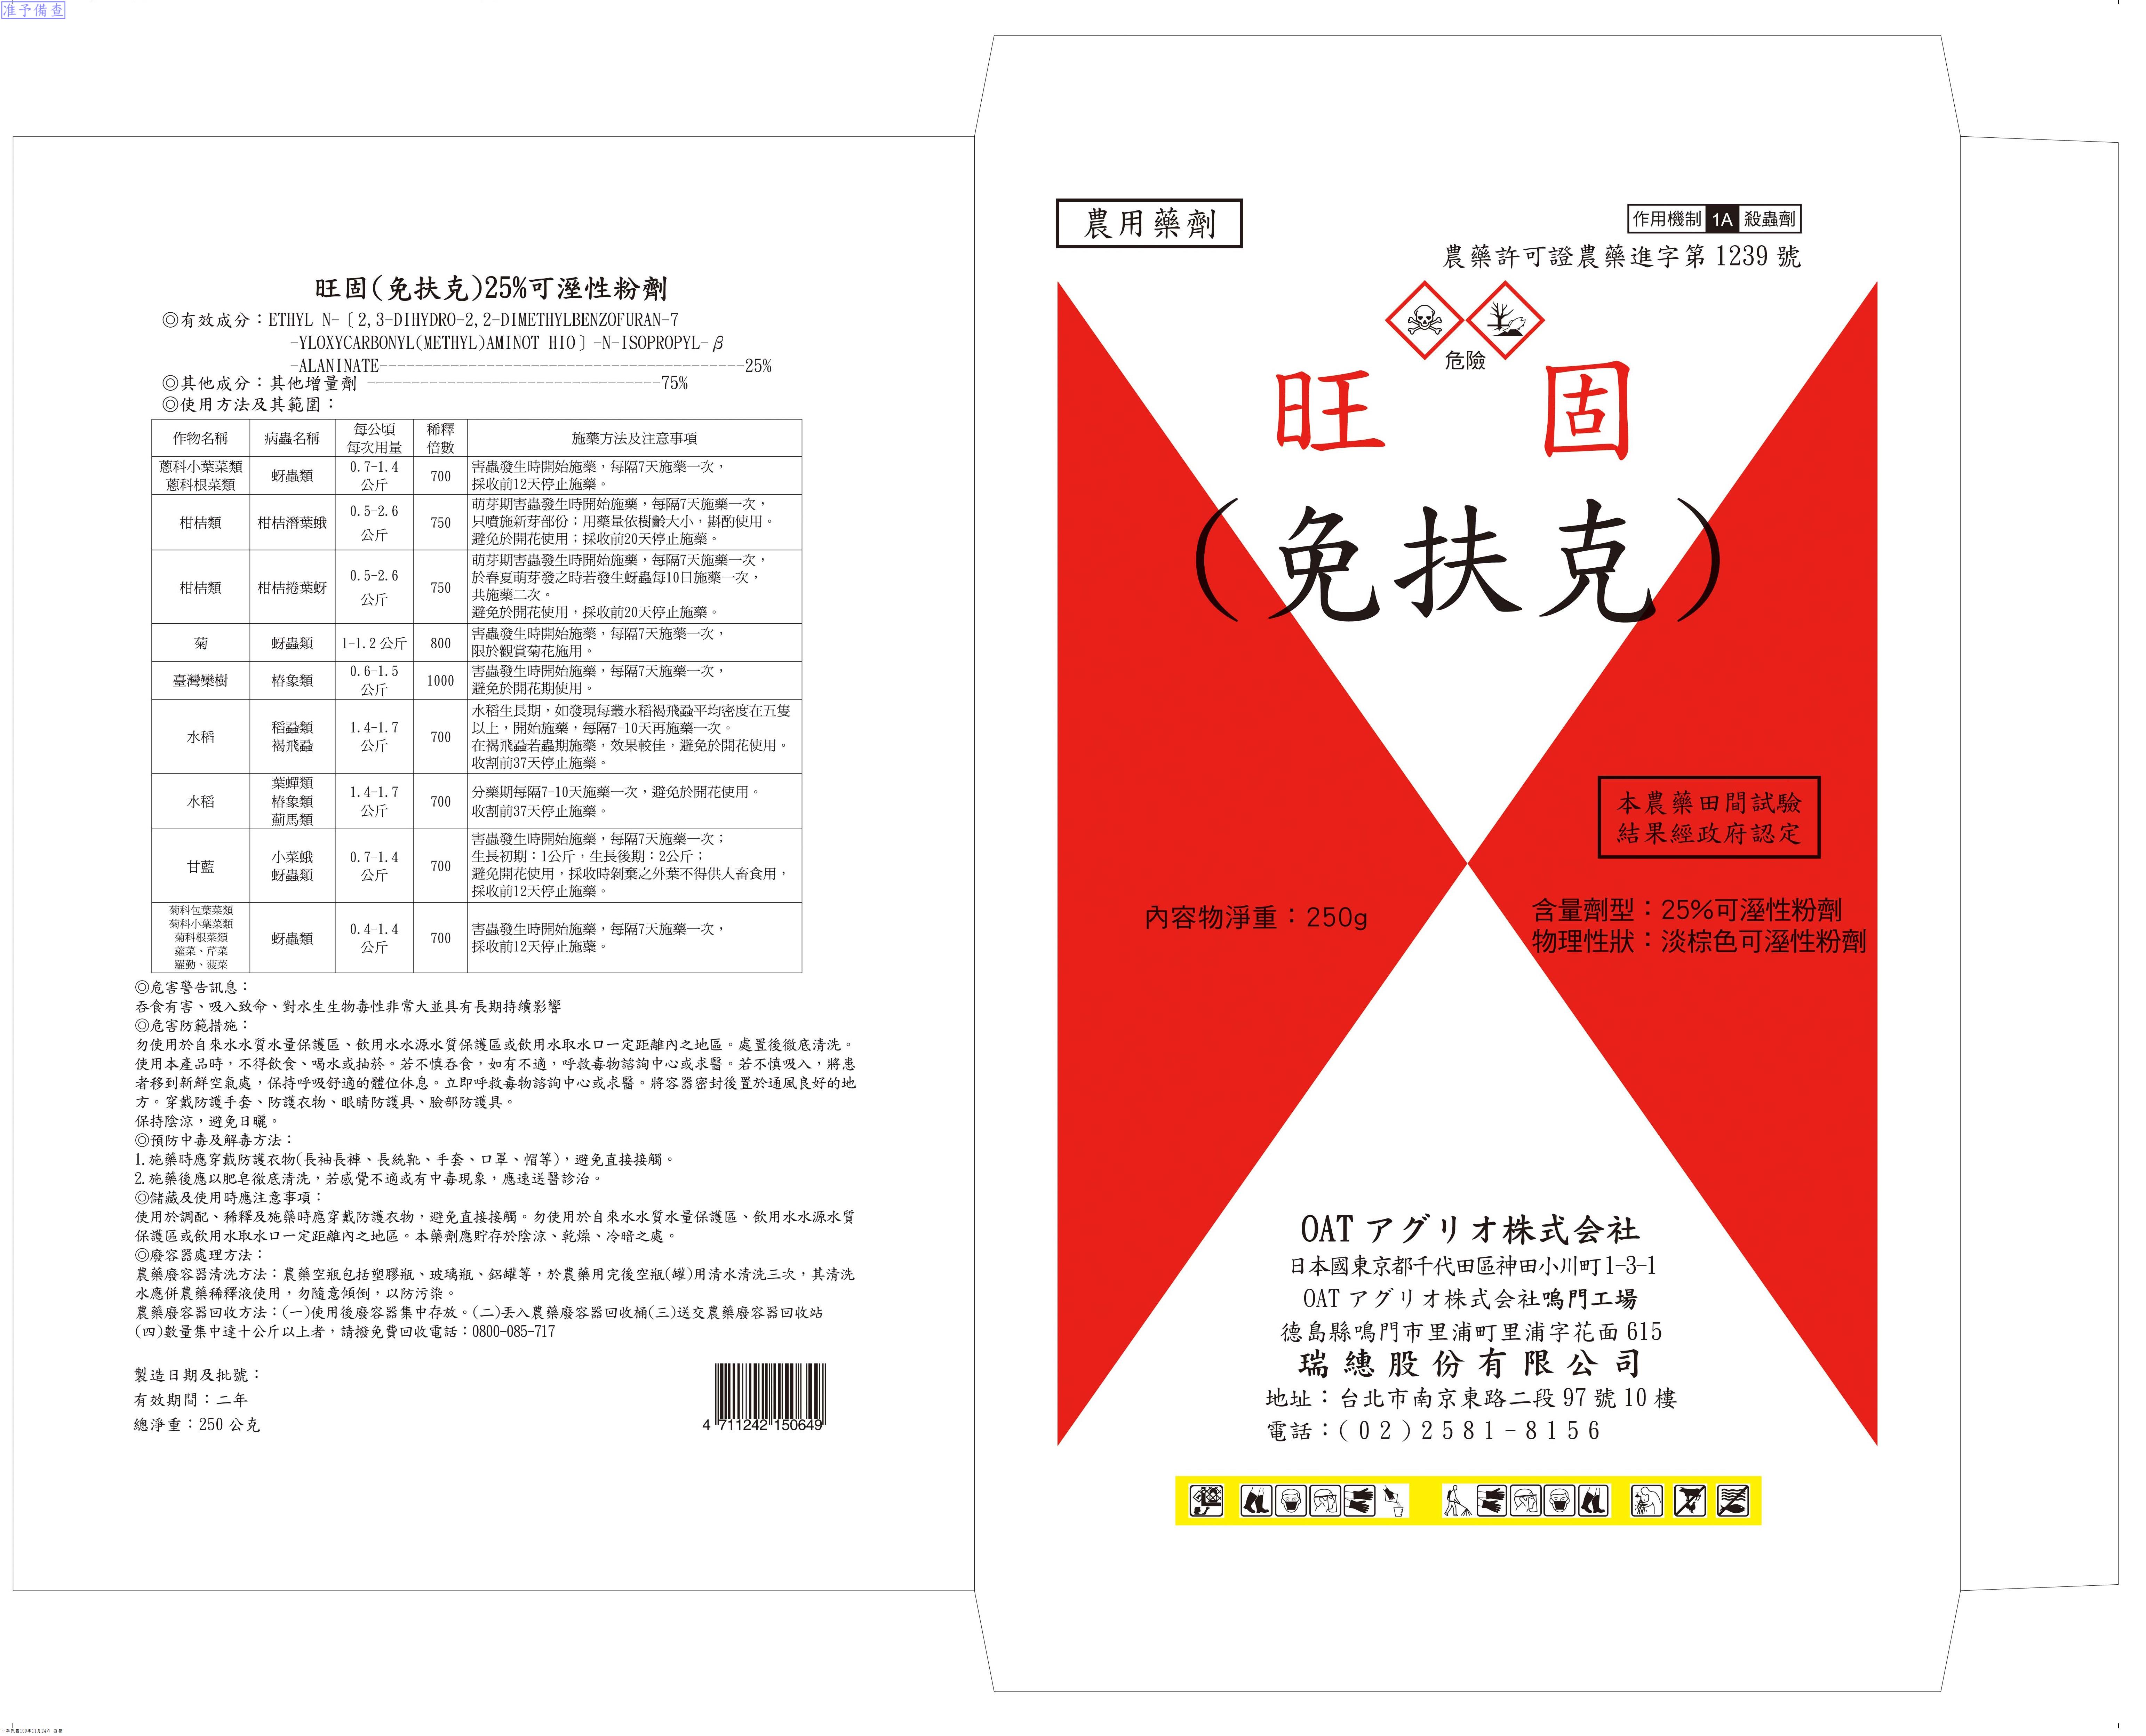 准予備查
旺固(免扶克)25%可溼性粉劑
◎有效成分：ETHYL N-〔2,3-DIHYDRO-2,2-DIMETHYLBENZOFURAN-7
-YLOXYCARBONYL(METHYL)AMINOT HIO〕-N-ISOPROPYL-β
-ALANINATE-----------------------------------------25%
◎其他成分：其他增量劑 ---------------------------------75%
◎使用方法及其範圍：
作物名稱 病蟲名稱 每公頃每次用量 稀釋倍數 施藥方法及注意事項
蔥科小葉菜類
蔥科根菜類
蚜蟲類
0.7-1.4
公斤
700
害蟲發生時開始施藥，每隔7天施藥一次，
採收前12天停止施藥。
柑桔類
柑桔潛葉蛾
0.5-2.6
公斤
750
萌芽期害蟲發生時開始施藥，每隔7天施藥一次，
只噴施新芽部份；用藥量依樹齡大小，斟酌使用。
避免於開花使用；採收前20天停止施藥。
柑桔類
柑桔捲葉蚜
0.5-2.6
公斤
750
萌芽期害蟲發生時開始施藥，每隔7天施藥一次，
於春夏萌芽發之時若發生蚜蟲每10日施藥一次，
共施藥二次。
避免於開花使用，採收前20天停止施藥。
菊
蚜蟲類
1-1.2公斤
800
害蟲發生時開始施藥，每隔7天施藥一次，
限於觀賞菊花施用。
臺灣欒樹
椿象類
0.6-1.5
公斤
1000
害蟲發生時開始施藥，每隔7天施藥一次，
避免於開花期使用。
水稻
稻蝨類
褐飛蝨
1.4-1.7
公斤
700
水稻生長期，如發現每叢水稻褐飛蝨平均密度在五隻
以上，開始施藥，每隔7-10天再施藥一次。
在褐飛蝨若蟲期施藥，效果較佳，避免於開花使用。
收割前37天停止施藥。
水稻
葉蟬類
椿象類
薊馬類
1.4-1.7
公斤
700
分藥期每隔7-10天施藥一次，避免於開花使用。
收割前37天停止施藥。
甘藍
小菜蛾
蚜蟲類
0.7-1.4
公斤
700
害蟲發生時開始施藥，每隔7天施藥一次；
生長初期：1公斤，生長後期：2公斤；
避免開花使用，採收時剝棄之外葉不得供人畜食用，
採收前12天停止施藥。
菊科包葉菜類
菊科小葉菜類
菊科根菜類
蕹菜、芹菜
羅勒、菠菜
蚜蟲類
0.4-1.4
公斤
700
害蟲發生時開始施藥，每隔7天施藥一次，
採收前12天停止施藥。
◎危害警告訊息：
吞食有害、吸入致命、對水生生物毒性非常大並具有長期持續影響
◎危害防範措施：
勿使用於自來水水質水量保護區、飲用水水源水質保護區或飲用水取水口一定距離內之地區。處置後徹底清洗。
使用本產品時，不得飲食、喝水或抽菸。若不慎吞食，如有不適，呼救毒物諮詢中心或求醫。若不慎吸入，將患
者移到新鮮空氣處，保持呼吸舒適的體位休息。立即呼救毒物諮詢中心或求醫。將容器密封後置於通風良好的地
方。穿戴防護手套、防護衣物、眼睛防護具、臉部防護具。
保持陰涼，避免日曬。
◎預防中毒及解毒方法：
1.施藥時應穿戴防護衣物(長袖長褲、長統靴、手套、口罩、帽等)，避免直接接觸。
2.施藥後應以肥皂徹底清洗，若感覺不適或有中毒現象，應速送醫診治。
◎儲藏及使用時應注意事項：
使用於調配、稀釋及施藥時應穿戴防護衣物，避免直接接觸。勿使用於自來水水質水量保護區、飲用水水源水質
保護區或飲用水取水口一定距離內之地區。本藥劑應貯存於陰涼、乾燥、冷暗之處。
◎廢容器處理方法：
農藥廢容器清洗方法：農藥空瓶包括塑膠瓶、玻璃瓶、鋁罐等，於農藥用完後空瓶(罐)用清水清洗三次，其清洗
水應併農藥稀釋液使用，勿隨意傾倒，以防污染。
農藥廢容器回收方法：(一)使用後廢容器集中存放。(二)丟入農藥廢容器回收桶(三)送交農藥廢容器回收站
(四)數量集中達十公斤以上者，請撥免費回收電話：0800-085-717
製造日期及批號：
有效期間：二年
總淨重：250公克
4 711242 150649
農用藥劑
作用機制 1A 殺蟲劑
農藥許可證農藥進字第1239號
危險
旺 固
(免扶克)
本農藥田間試驗
結果經政府認定
內容物淨重：250g
含量劑型：25%可溼性粉劑
物理性狀：淡棕色可溼性粉劑
OATアグリオ株式会社
日本國東京都千代田區神田小川町1-3-1
OATアグリオ株式会社鳴門工場
德島縣鳴門市里浦町里浦字花面615
瑞繐股份有限公司
地址：台北市南京東路二段97號10樓
電話：(02)2581-8156